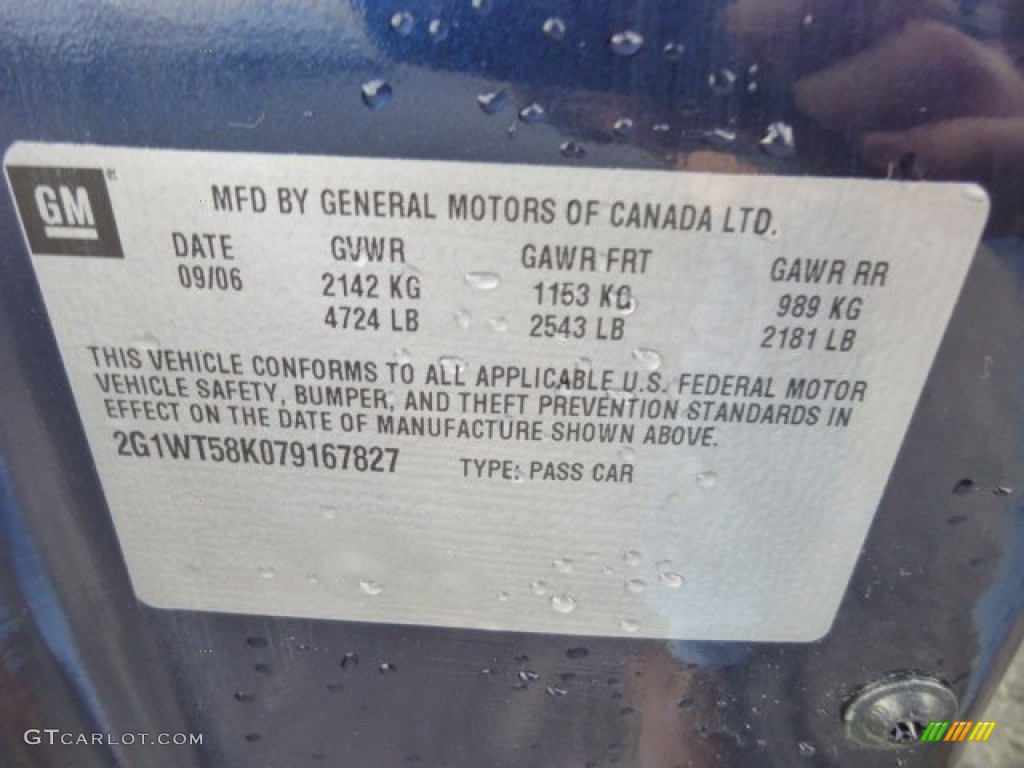 GM
MFD BY GENERAL MOTORS OF CANADA LTD.
DATE GVWR GAWR FRT GAWR RR
09/06 2142 KG 1153 KG 989 KG
4724 LB 2543 LB 2181 LB
THIS VEHICLE CONFORMS TO ALL APPLICABLE U.S. FEDERAL MOTOR
VEHICLE SAFETY, BUMPER, AND THEFT PREVENTION STANDARDS IN
EFFECT ON THE DATE OF MANUFACTURE SHOWN ABOVE.
2G1WT58K079167827 TYPE: PASS CAR
GTCARLOT.COM